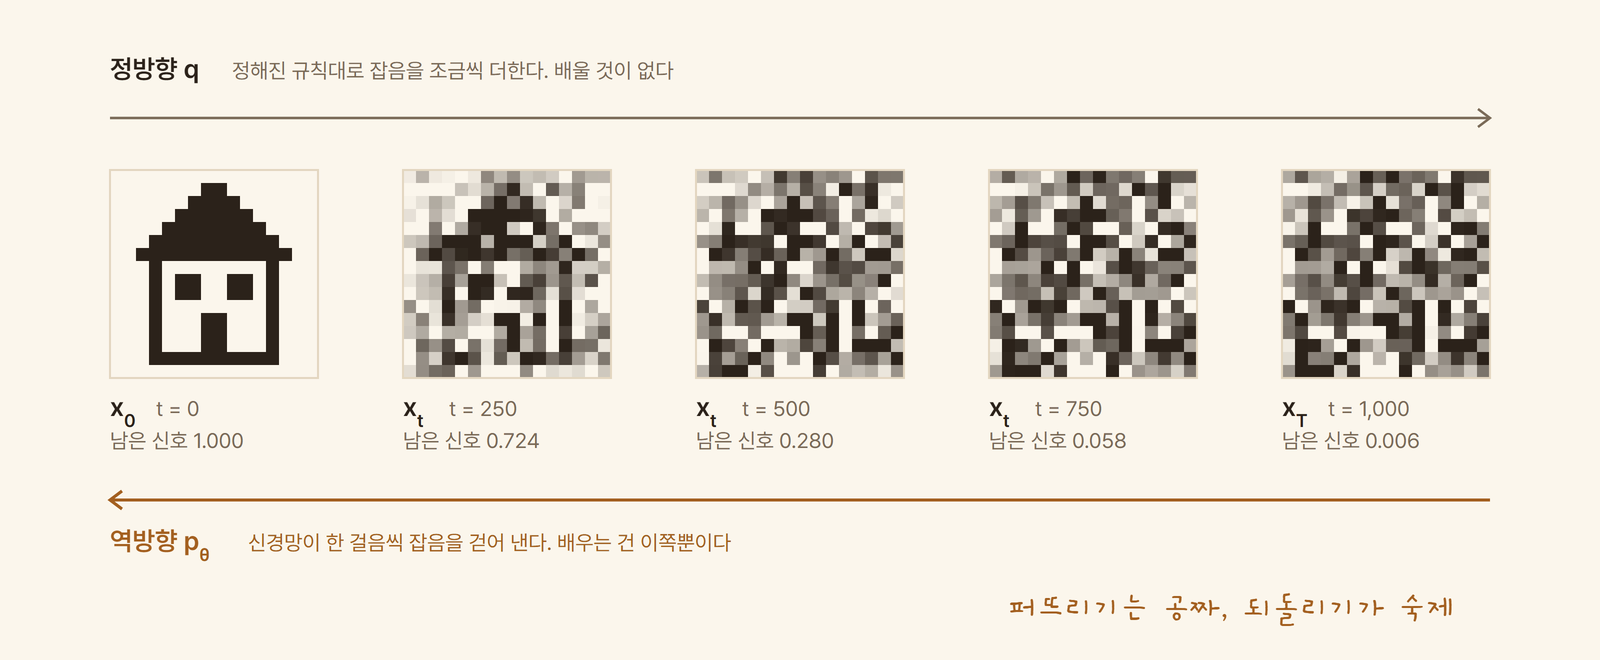 정방향 q 정해진 규칙대로 잡음을 조금씩 더한다. 배울 것이 없다
x0 t = 0
남은 신호 1.000
xt t = 250
남은 신호 0.724
xt t = 500
남은 신호 0.280
xt t = 750
남은 신호 0.058
xT t = 1,000
남은 신호 0.006
역방향 pθ 신경망이 한 걸음씩 잡음을 걷어 낸다. 배우는 건 이쪽뿐이다
퍼뜨리기는 공짜, 되돌리기가 숙제